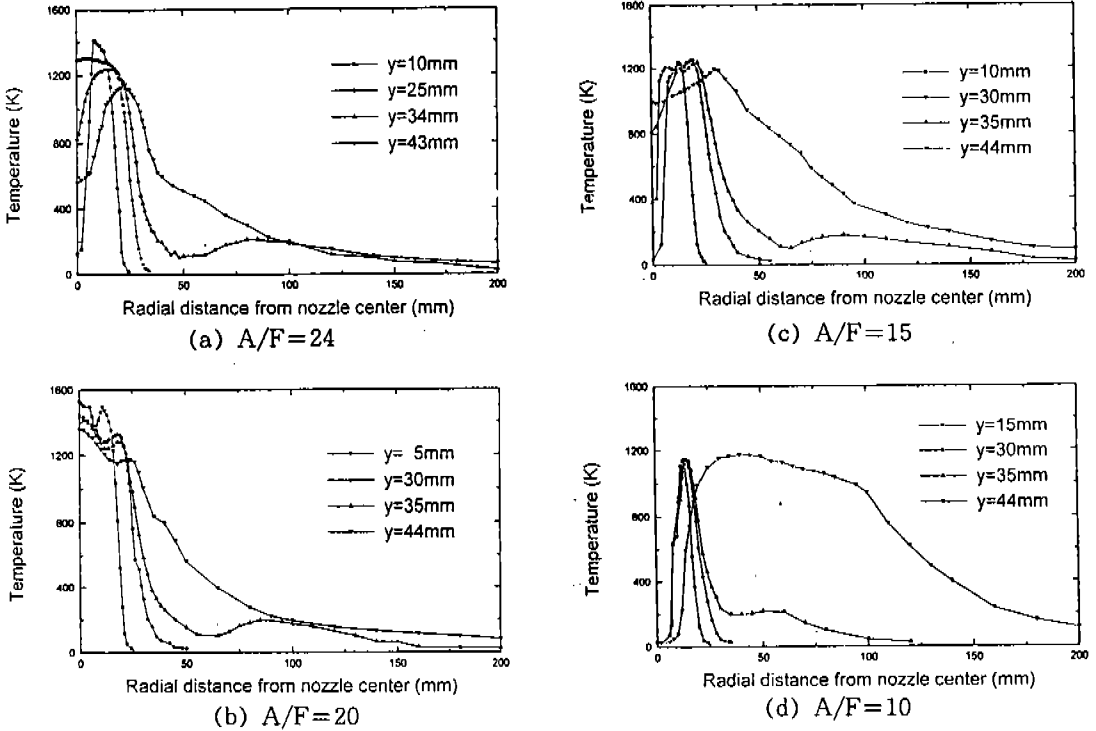 1600
1200
800
400
0
Temperature (K)
y=10mm
y=25mm
y=34mm
y=43mm
0 50 100 150 200
Radial distance from nozzle center (mm)
(a) A/F=24
1600
1200
800
400
0
Temperature (K)
y=10mm
y=30mm
y=35mm
y=44mm
0 50 100 150 200
Radial distance from nozzle center (mm)
(c) A/F=15
1600
1200
800
400
0
Temperature (K)
y= 5mm
y=30mm
y=35mm
y=44mm
0 50 100 150 200
Radial distance from nozzle center (mm)
(b) A/F=20
1600
1200
800
400
0
Temperature (K)
y=15mm
y=30mm
y=35mm
y=44mm
0 50 100 150 200
Radial distance from nozzle center (mm)
(d) A/F=10